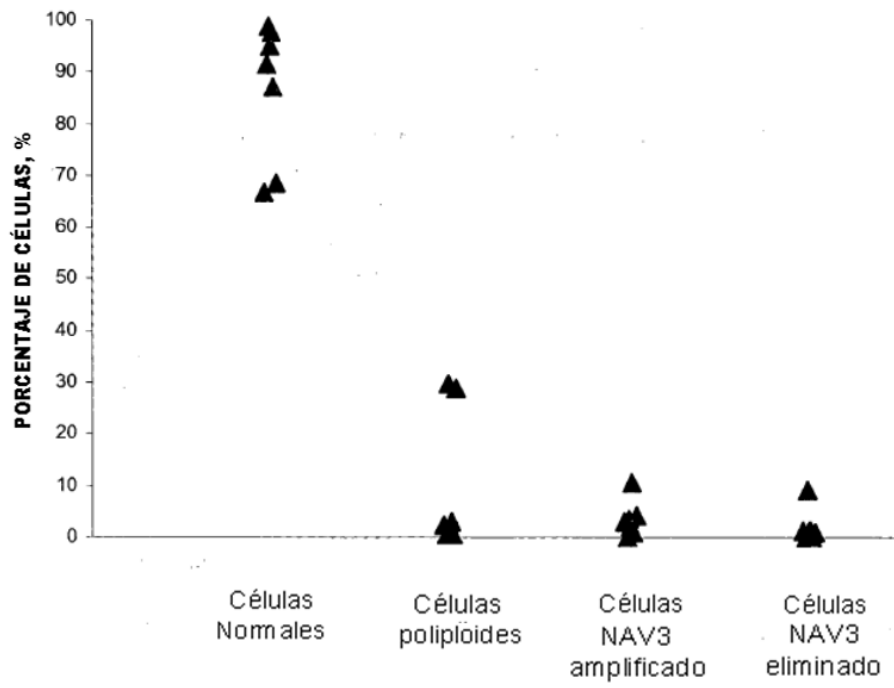 100
90
80
70
60
50
40
30
20
10
0
PORCENTAJE DE CÉLULAS, %
Células
Normales
Células
poliplöides
Células
NAV3
amplificado
Células
NAV3
eliminado